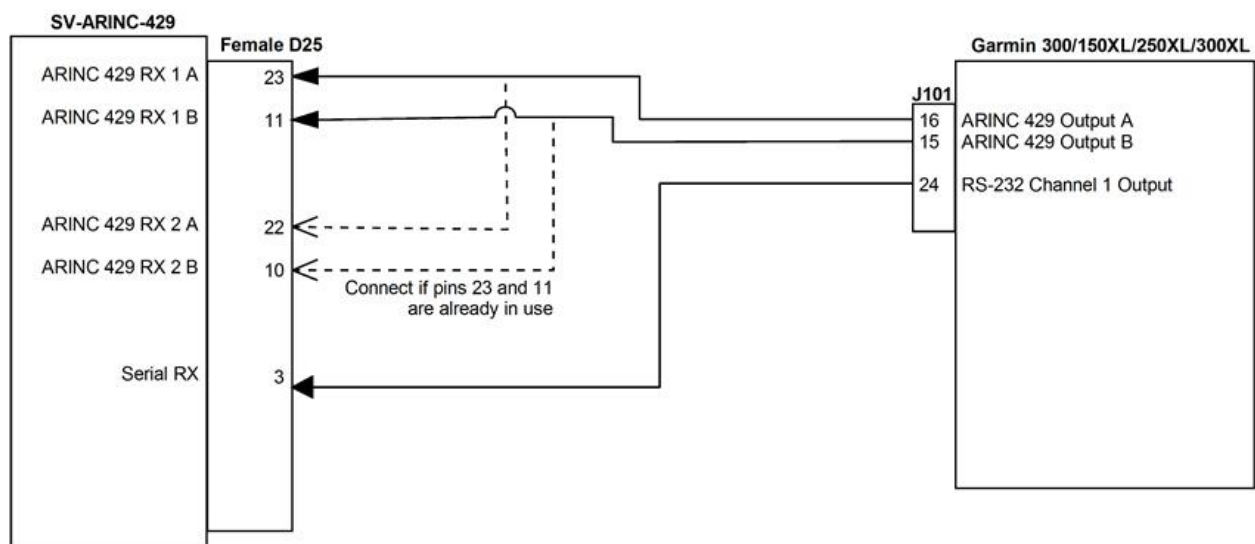 SV-ARINC-429
Female D25
Garmin 300/150XL/250XL/300XL
J101
ARINC 429 RX 1 A
23
16
ARINC 429 Output A
ARINC 429 RX 1 B
11
15
ARINC 429 Output B
24
RS-232 Channel 1 Output
ARINC 429 RX 2 A
22
ARINC 429 RX 2 B
10
Connect if pins 23 and 11
are already in use
Serial RX
3